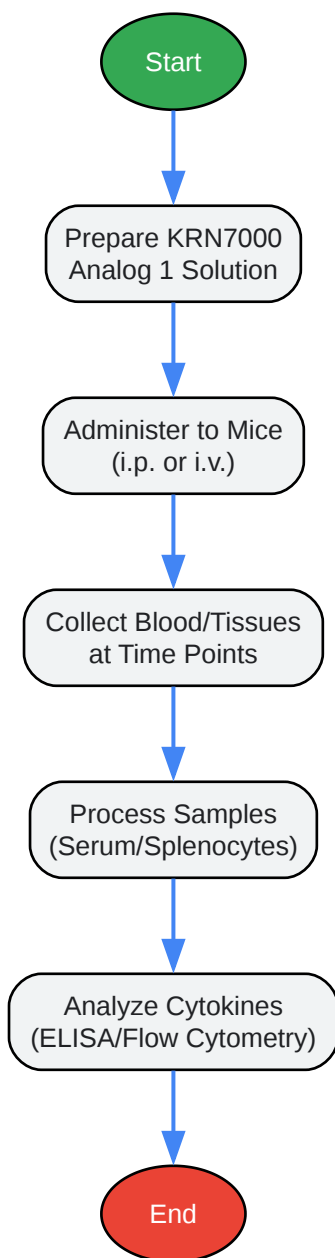 Start
Prepare KRN7000
Analog 1 Solution
Administer to Mice
(i.p. or i.v.)
Collect Blood/Tissues
at Time Points
Process Samples
(Serum/Splenocytes)
Analyze Cytokines
(ELISA/Flow Cytometry)
End